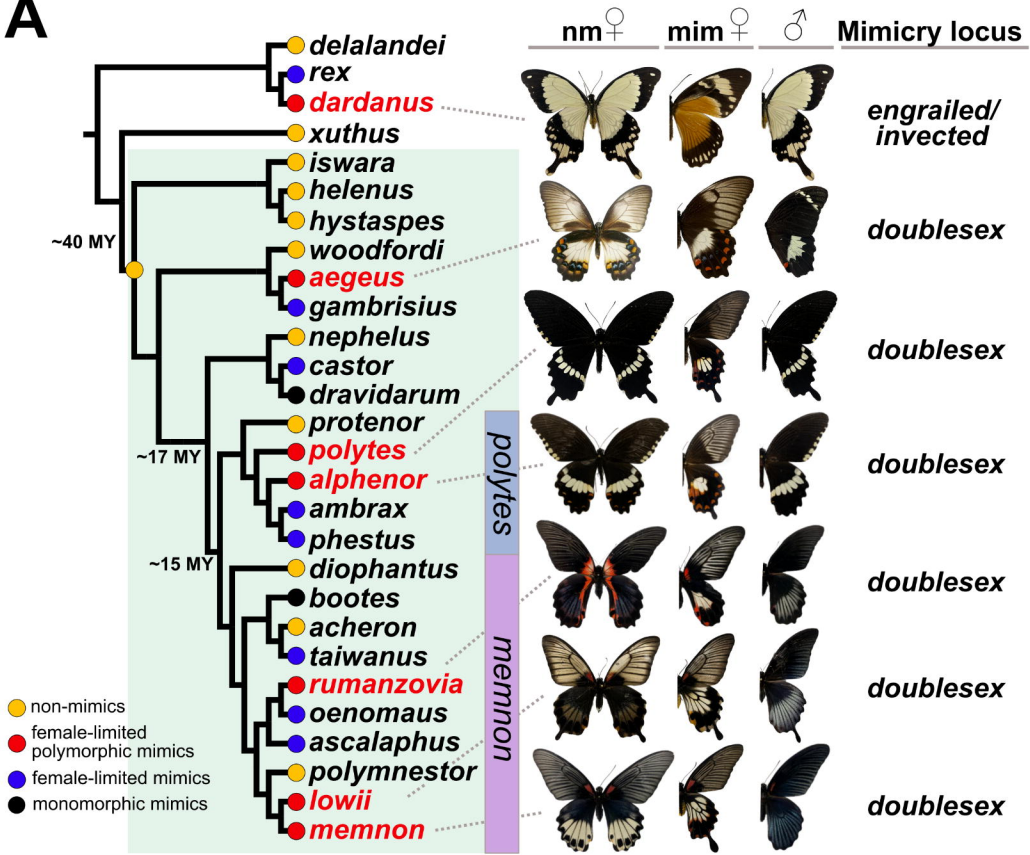 A
nm♀ mim♀ ♂ Mimicry locus
delalandei
rex
dardanus
xuthus
iswara
helenus
hystaspes
woodfordi
aegeus
gambrisius
nephelus
castor
dravidarum
protenor
polytes
alphenor
ambrax
phestus
diophantus
bootes
acheron
taiwanus
rumanzovia
oenomaus
ascalaphus
polymnestor
lowii
memnon
~40 MY
~17 MY
~15 MY
polytes
memnon
engrailed/
invected
doublesex
doublesex
doublesex
doublesex
doublesex
doublesex
non-mimics
female-limited
polymorphic mimics
female-limited mimics
monomorphic mimics